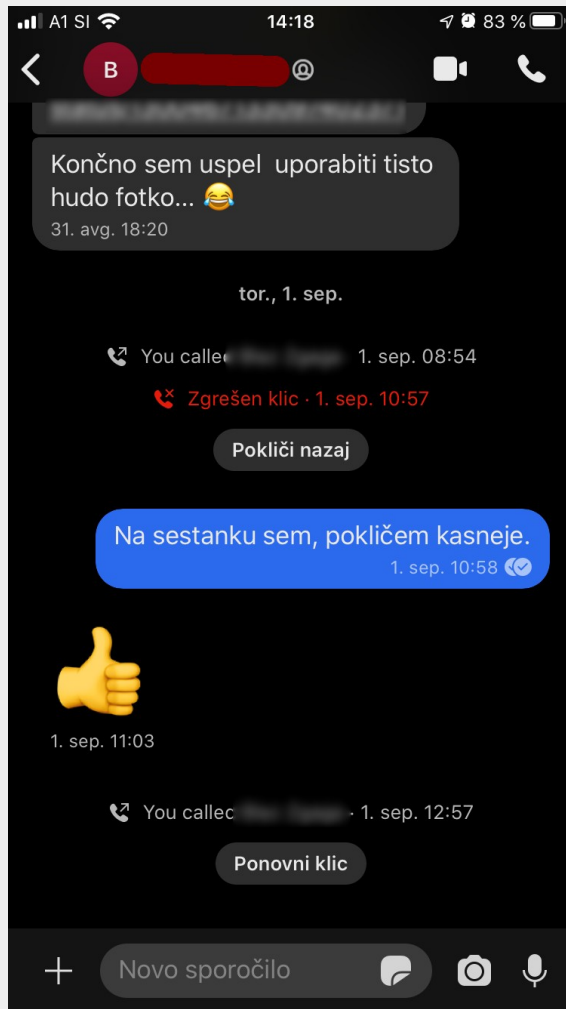 A1 SI 14:18 83 %
B
Končno sem uspel uporabiti tisto
hudo fotko... 😂
31. avg. 18:20
tor., 1. sep.
You called 1. sep. 08:54
Zgrešen klic · 1. sep. 10:57
Pokliči nazaj
Na sestanku sem, pokličem kasneje.
1. sep. 10:58
👍
1. sep. 11:03
You called · 1. sep. 12:57
Ponovni klic
Novo sporočilo